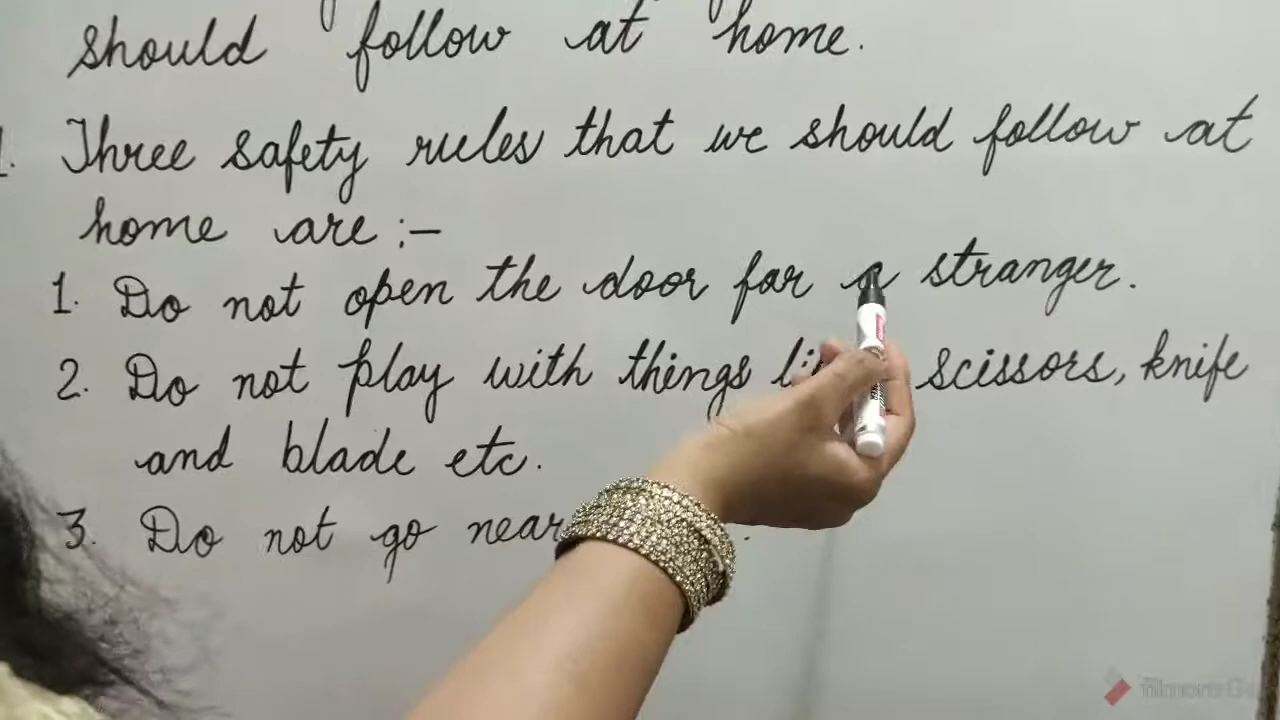 should follow at home.
Three safety rules that we should follow at
home are :-
1. Do not open the door for a stranger.
2. Do not play with things scissors, knife
and blade etc.
3. Do not go near
filmora